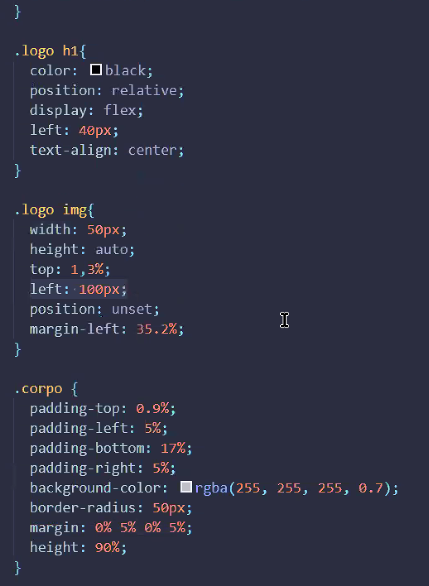 }
.logo h1{
color: black;
position: relative;
display: flex;
left: 40px;
text-align: center;
}
.logo img{
width: 50px;
height: auto;
top: 1,3%;
left: 100px;
position: unset;
margin-left: 35.2%;
}
.corpo {
padding-top: 0.9%;
padding-left: 5%;
padding-bottom: 17%;
padding-right: 5%;
background-color: rgba(255, 255, 255, 0.7);
border-radius: 50px;
margin: 0% 5% 0% 5%;
height: 90%;
}